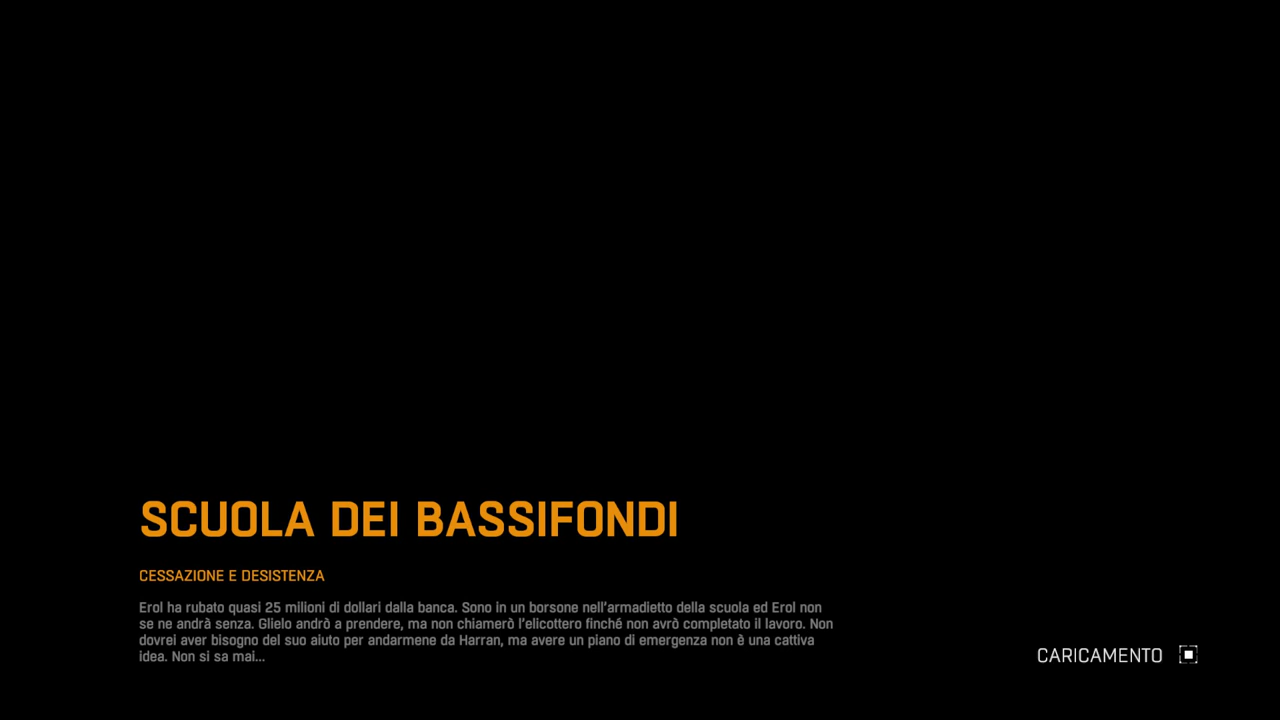 SCUOLA DEI BASSIFONDI
CESSAZIONE E DESISTENZA
Erol ha rubato quasi 25 milioni di dollari dalla banca. Sono in un borsone nell'armadietto della scuola ed Erol non
se ne andrà senza. Glielo andrò a prendere, ma non chiamerò l'elicottero finché non avrò completato il lavoro. Non
dovrei aver bisogno del suo aiuto per andarmene da Harran, ma avere un piano di emergenza non è una cattiva
idea. Non si sa mai...
CARICAMENTO